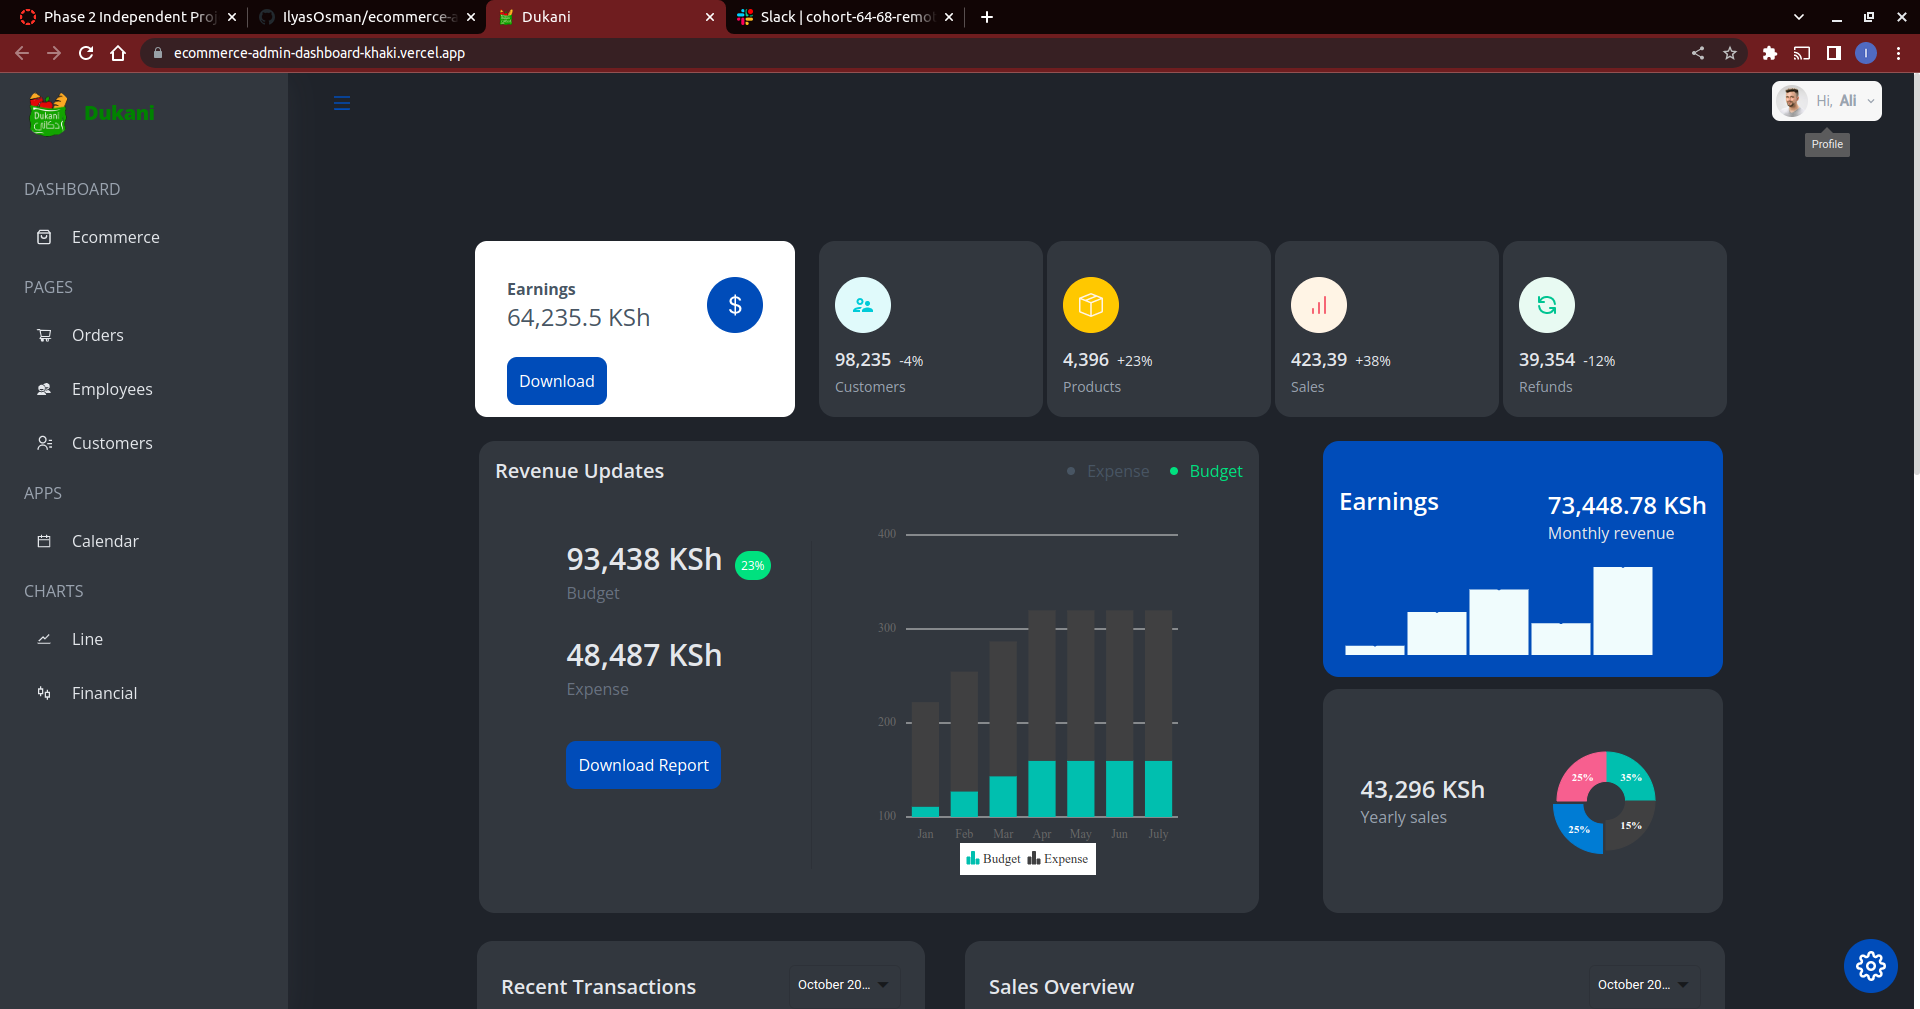 Phase 2 Independent Proj
IlyasOsman/ecommerce-a
Dukani
Slack | cohort-64-68-remo
ecommerce-admin-dashboard-khaki.vercel.app
I
Dukani
دكاني
Dukani
Hi, Ali
Profile
DASHBOARD
Ecommerce
PAGES
Orders
Employees
Customers
APPS
Calendar
CHARTS
Line
Financial
Earnings
64,235.5 KSh
$
Download
98,235 -4%
Customers
4,396 +23%
Products
423,39 +38%
Sales
39,354 -12%
Refunds
Revenue Updates
Expense
Budget
93,438 KSh 23%
Budget
48,487 KSh
Expense
Download Report
400
300
200
100
Jan Feb Mar Apr May Jun July
Budget Expense
Earnings
73,448.78 KSh
Monthly revenue
43,296 KSh
Yearly sales
25% 35%
25% 15%
Recent Transactions
October 20...
Sales Overview
October 20...